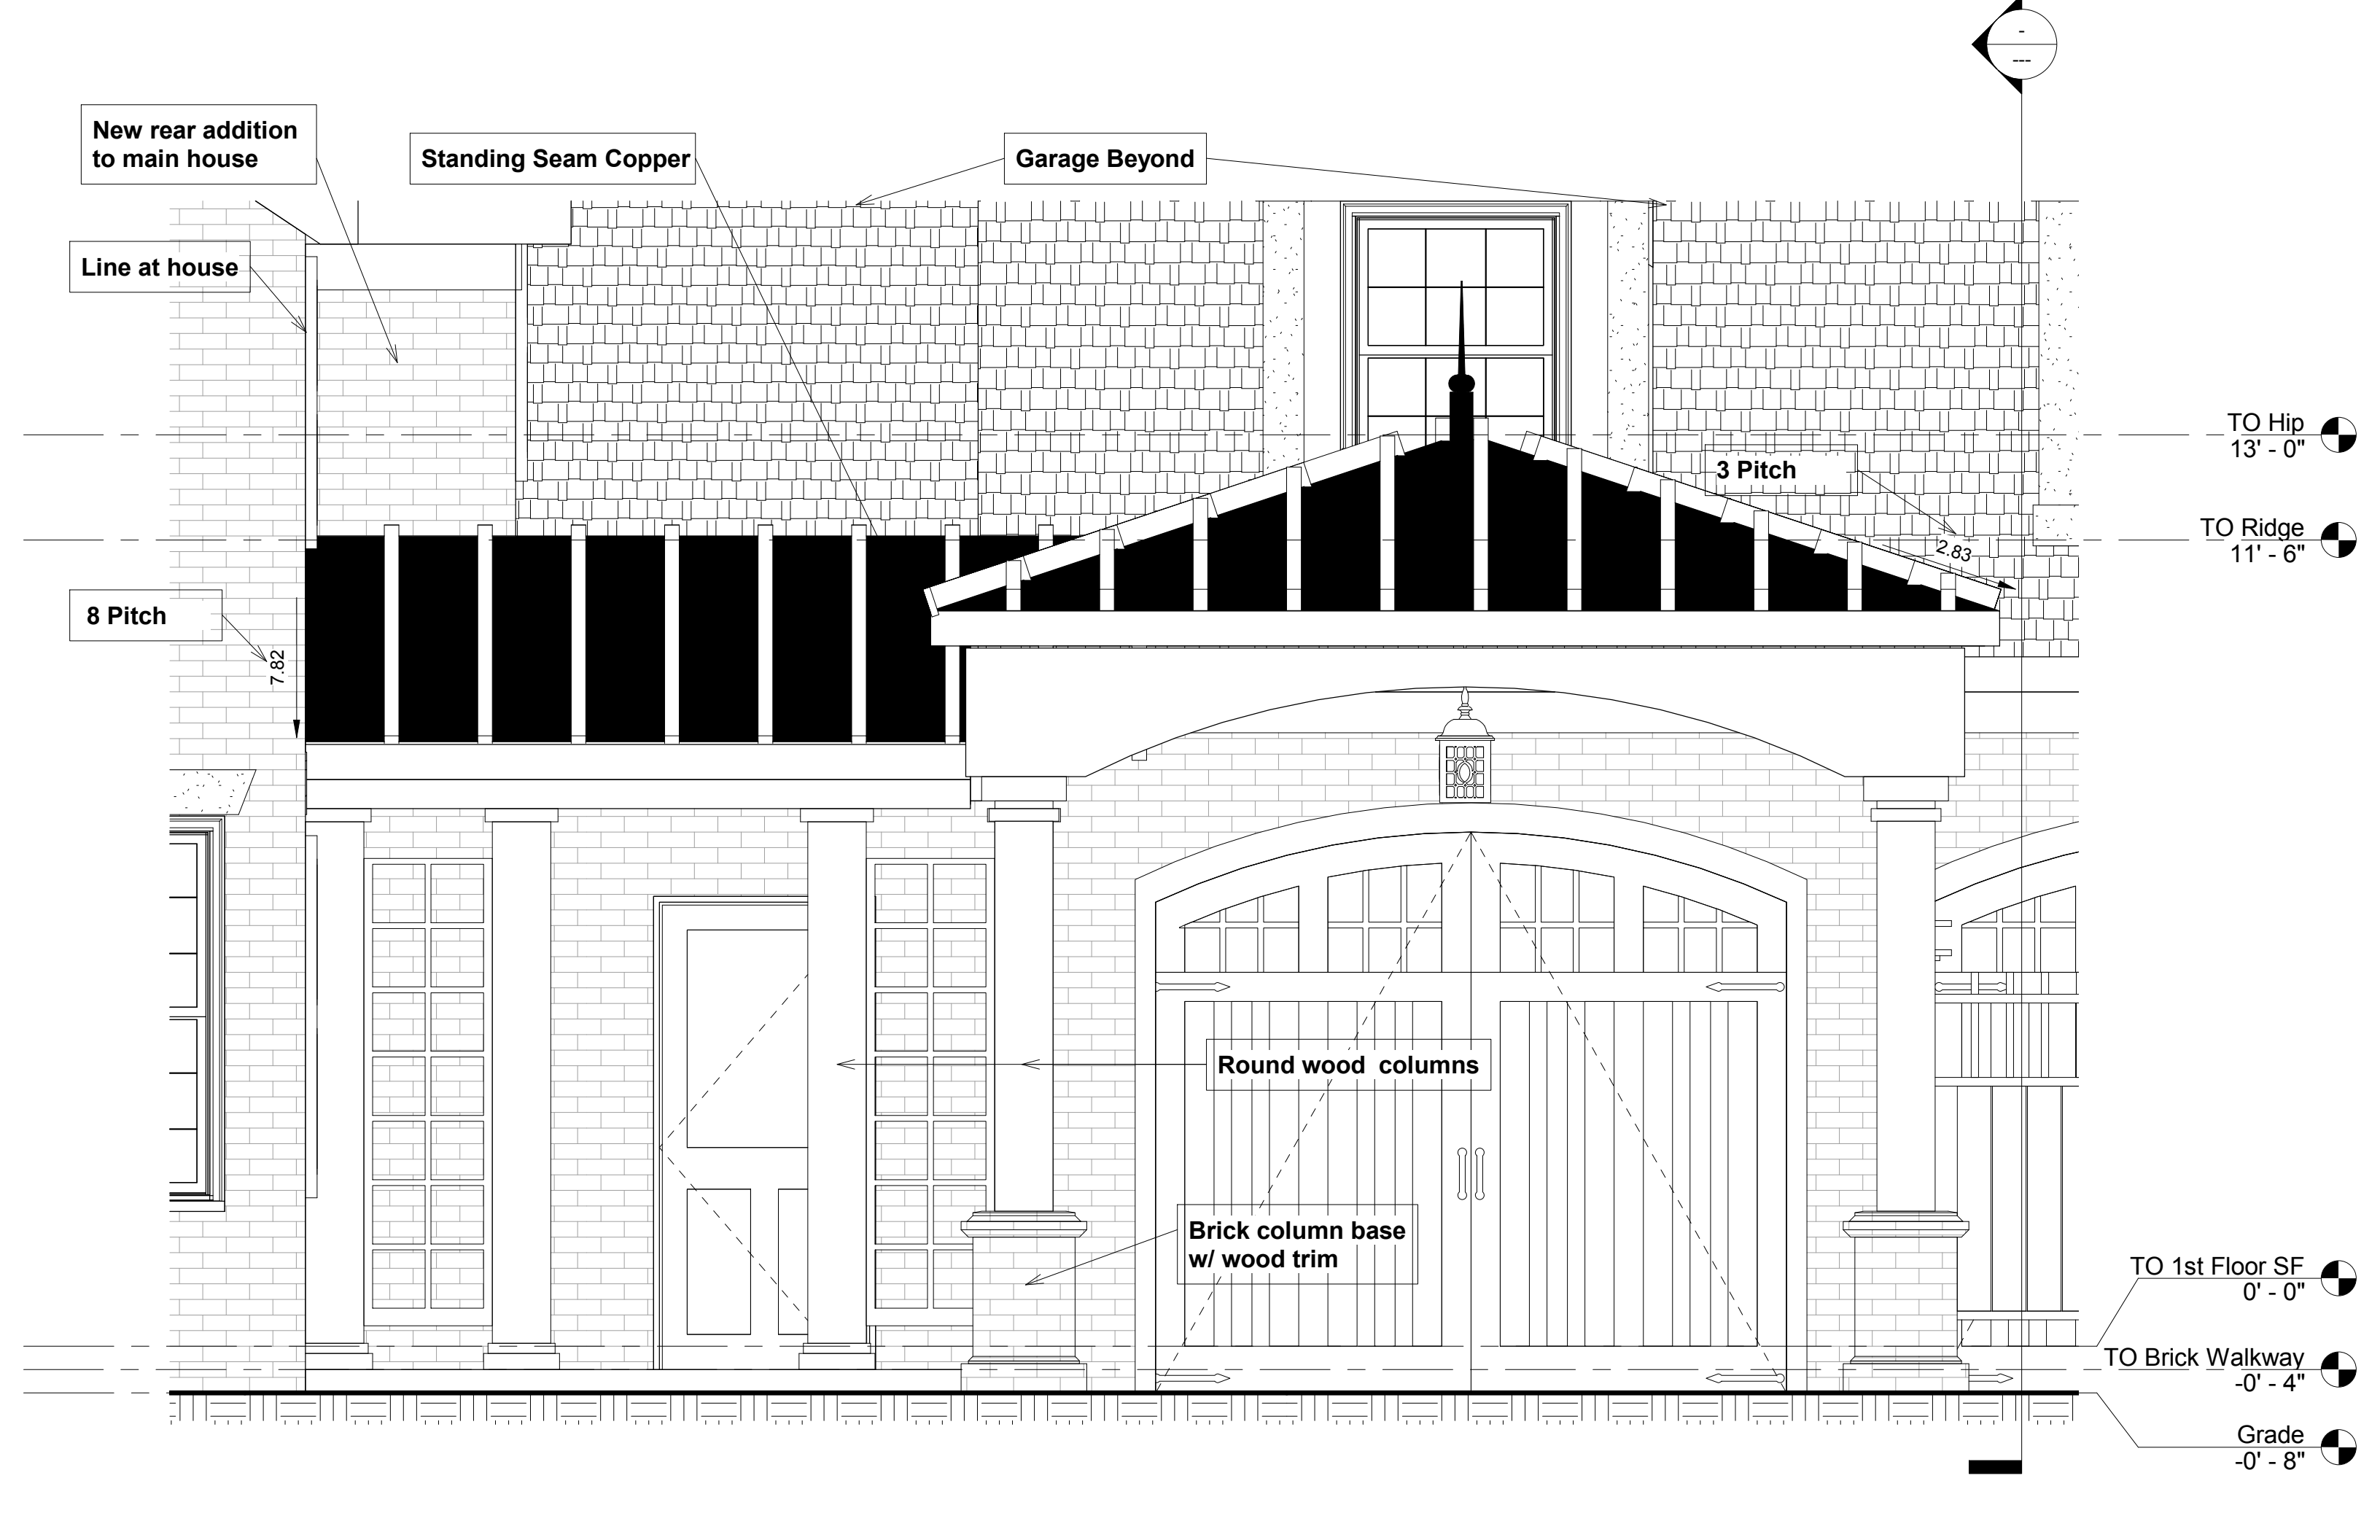 -
---
New rear addition
to main house
Standing Seam Copper
Garage Beyond
Line at house
TO Hip
13' - 0"
3 Pitch
TO Ridge
11' - 6"
2.83
8 Pitch
7.82
Round wood  columns
Brick column base
w/ wood trim
TO 1st Floor SF
0' - 0"
TO Brick Walkway
-0' - 4"
Grade
-0' - 8"